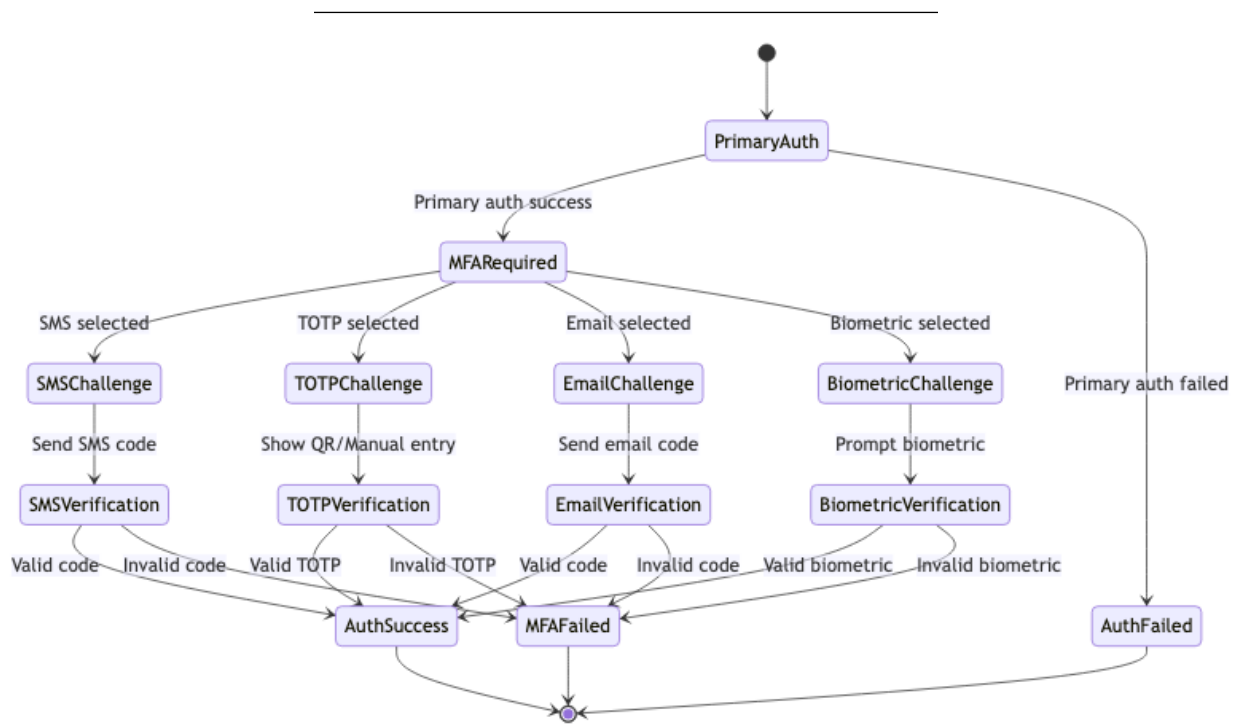 PrimaryAuth
Primary auth success
MFARequired
SMS selected
TOTP selected
Email selected
Biometric selected
SMSChallenge
TOTPChallenge
EmailChallenge
BiometricChallenge
Primary auth failed
Send SMS code
Show QR/Manual entry
Send email code
Prompt biometric
SMSVerification
TOTPVerification
EmailVerification
BiometricVerification
Valid code
Invalid code
Valid TOTP
Invalid TOTP
Valid code
Invalid code
Valid biometric
Invalid biometric
AuthSuccess
MFAFailed
AuthFailed